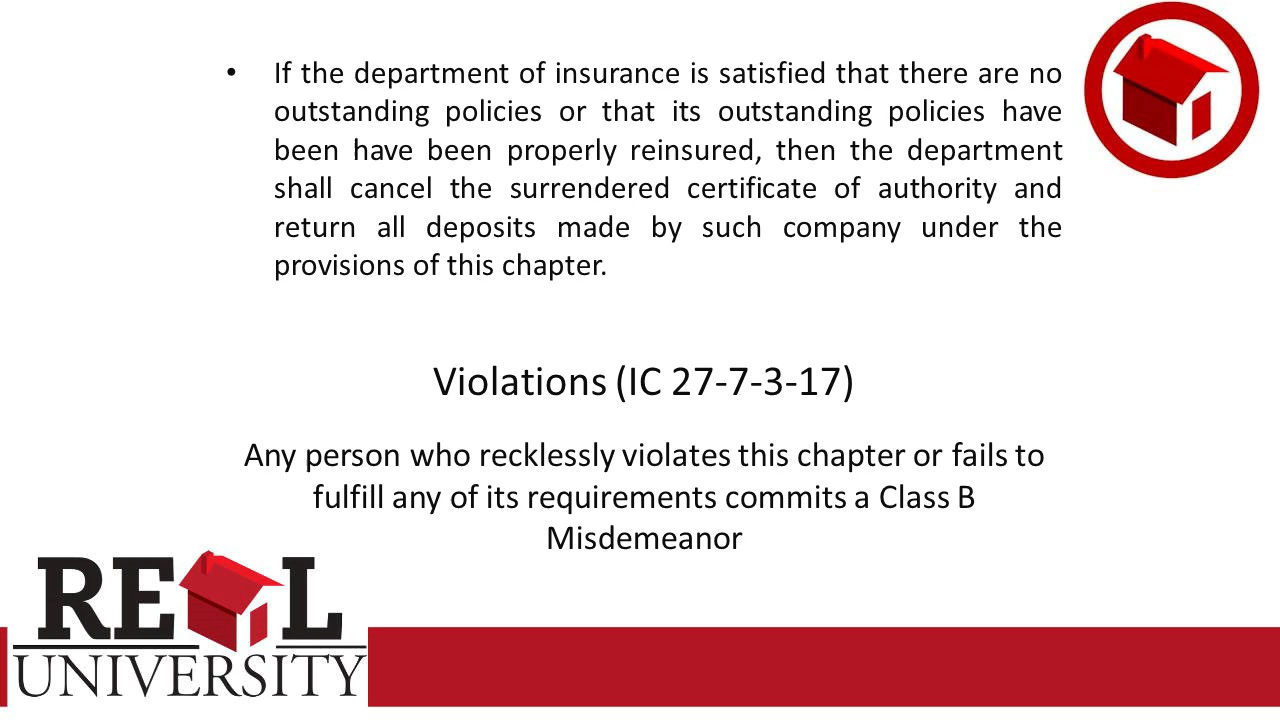 • If the department of insurance is satisfied that there are no
outstanding policies or that its outstanding policies have
been have been properly reinsured, then the department
shall cancel the surrendered certificate of authority and
return all deposits made by such company under the
provisions of this chapter.
Violations (IC 27-7-3-17)
Any person who recklessly violates this chapter or fails to
fulfill any of its requirements commits a Class B
Misdemeanor
RE L
UNIVERSITY